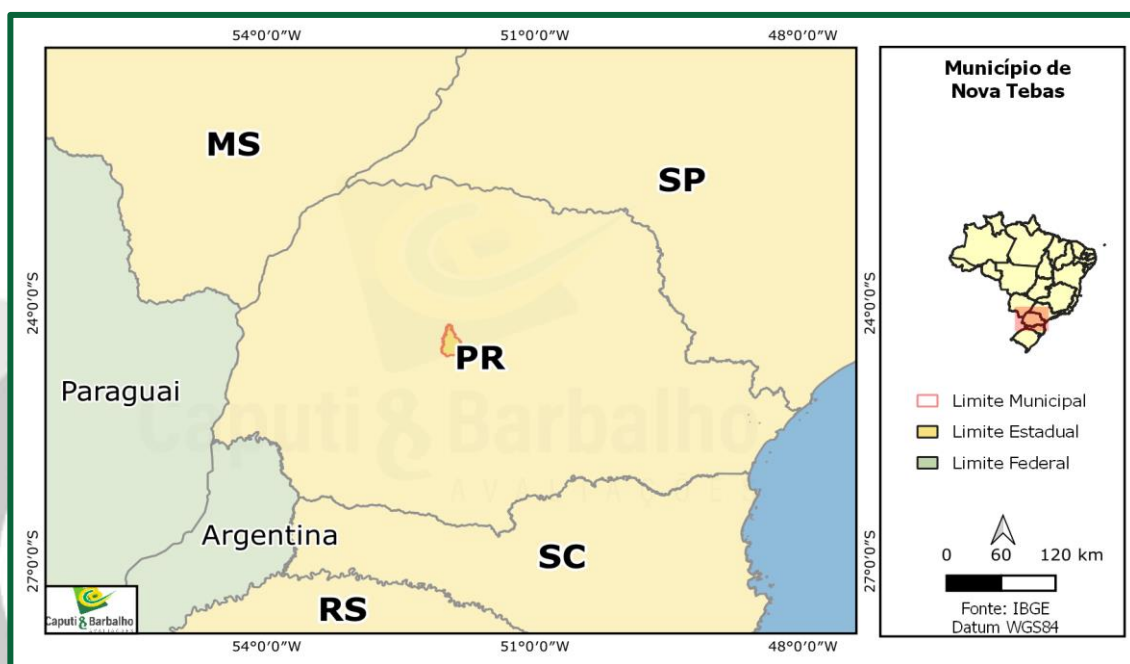 54°0'0"W
51°0'0"W
48°0'0"W
MS
SP
24°0'0"S
24°0'0"S
PR
Paraguai
Caputi & Barbalho
AVALIAÇÕES
Argentina
SC
27°0'0"S
27°0'0"S
RS
Caputi & Barbalho
AVALIAÇÕES
54°0'0"W
51°0'0"W
48°0'0"W
Município de
Nova Tebas
Limite Municipal
Limite Estadual
Limite Federal
0 60 120 km
Fonte: IBGE
Datum WGS84